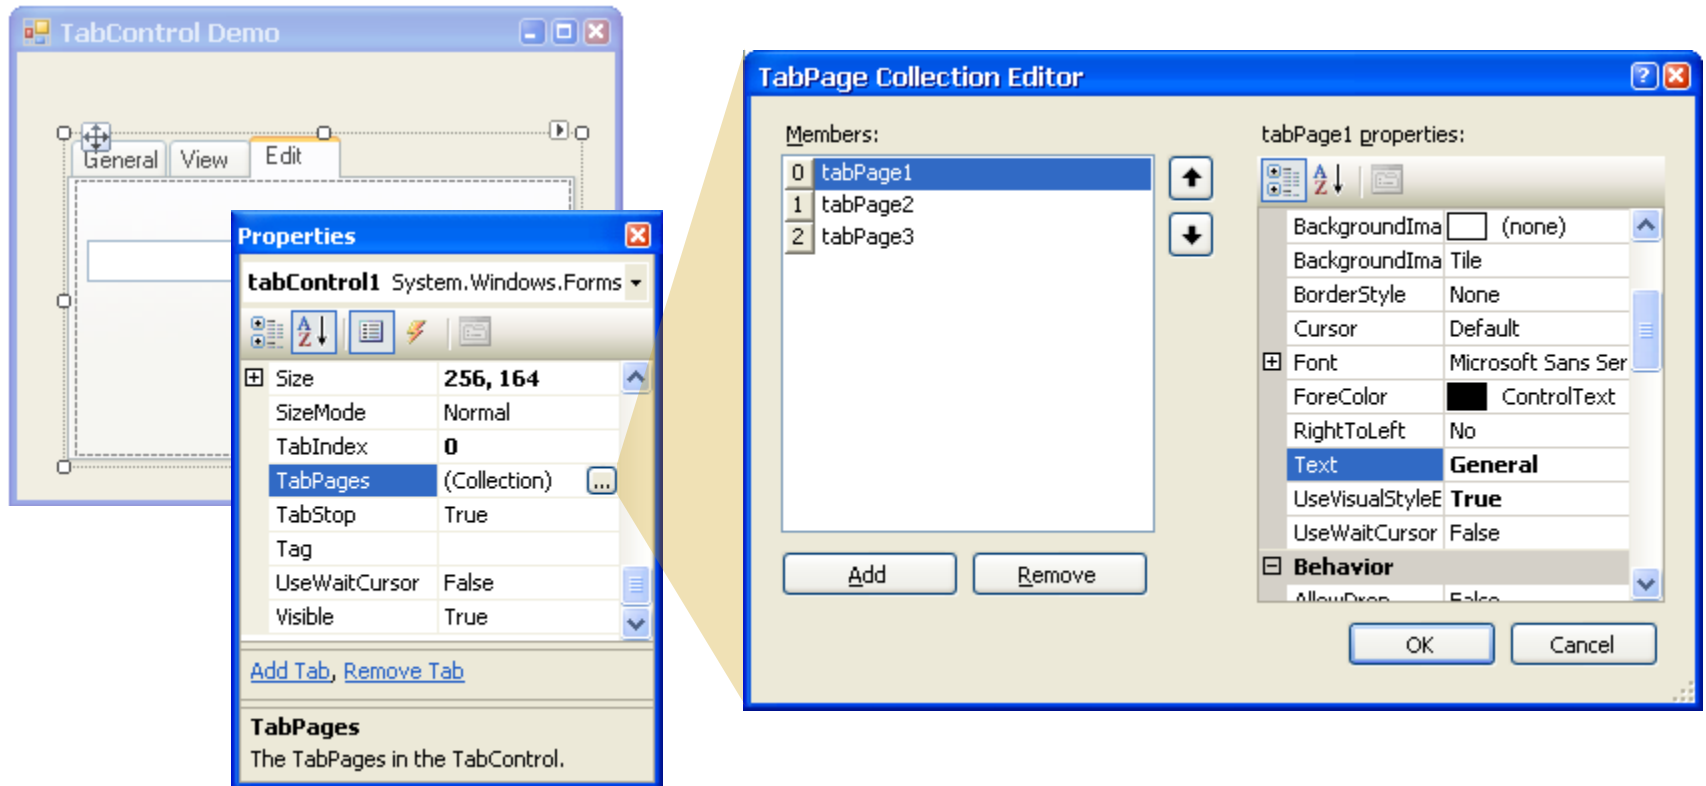 TabControl Demo
General View Edit
Properties
tabControl1 System.Windows.Forms
Size 256, 164
SizeMode Normal
TabIndex 0
TabPages (Collection) ...
TabStop True
Tag
UseWaitCursor False
Visible True
Add Tab, Remove Tab
TabPages
The TabPages in the TabControl.
TabPage Collection Editor
Members:
0 tabPage1
1 tabPage2
2 tabPage3
Add Remove
tabPage1 properties:
BackgroundIma (none)
BackgroundIma Tile
BorderStyle None
Cursor Default
Font Microsoft Sans Ser
ForeColor ControlText
RightToLeft No
Text General
UseVisualStyleE True
UseWaitCursor False
Behavior
AllowDrop False
OK Cancel